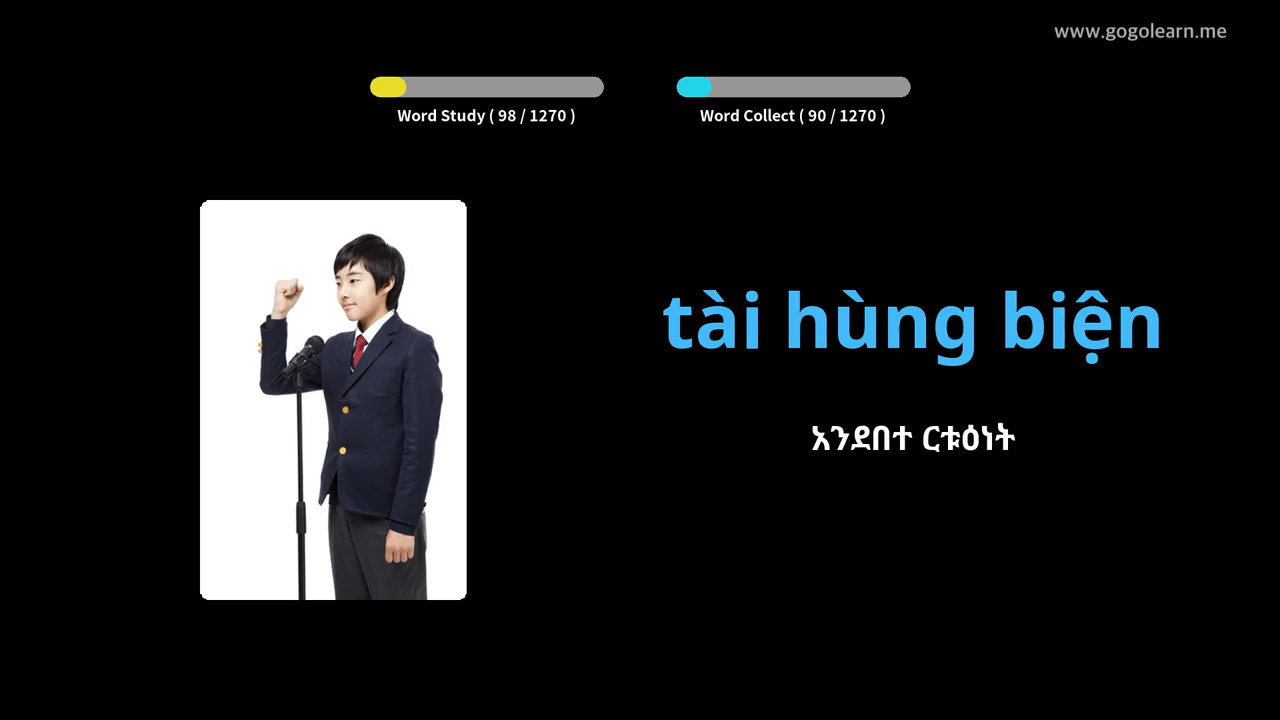 www.gogolearn.me
Word Study ( 98 / 1270 )
Word Collect ( 90 / 1270 )
tài hùng biện
አንደበተ ርቱዕነት